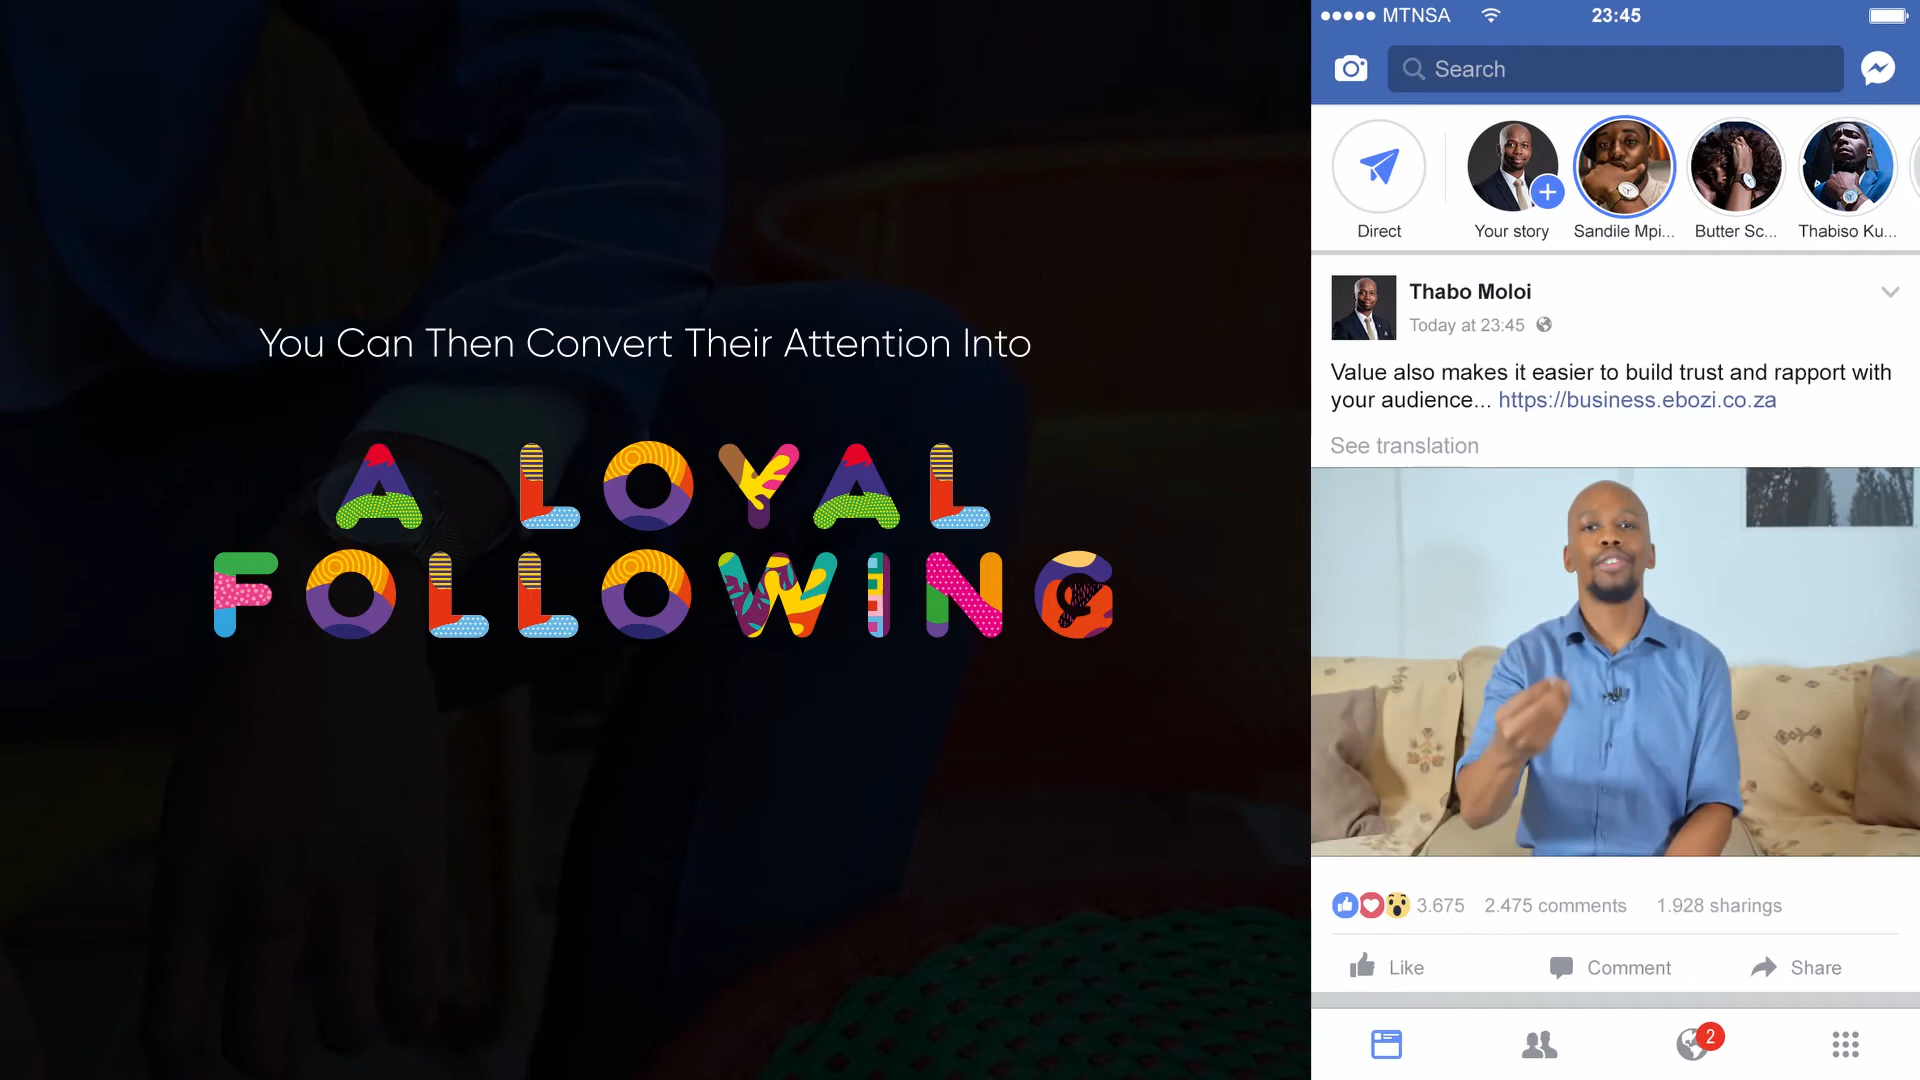 You Can Then Convert Their Attention Into
A LOYAL
FOLLOWING
MTNSA
23:45
Search
Direct
Your story
Sandile Mpi...
Butter Sc...
Thabiso Ku...
Thabo Moloi
Today at 23:45
Value also makes it easier to build trust and rapport with
your audience... https://business.ebozi.co.za
See translation
3.675 2.475 comments 1.928 sharings
Like Comment Share
2